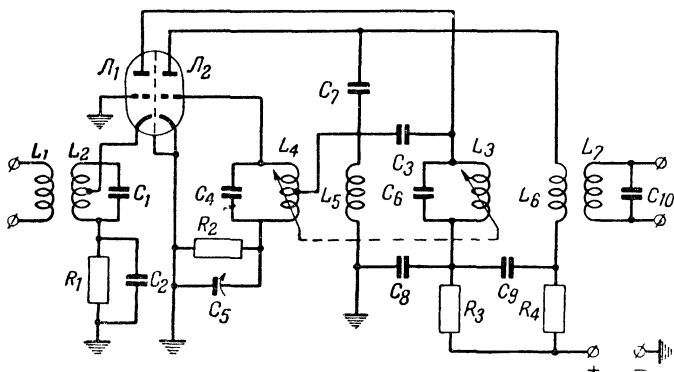 Л₁
Л₂
C₇
L₁
L₂
L₄
C₃
L₃
L₇
C₁
C₄
L₅
C₆
L₆
C₁₀
R₂
R₁
C₂
C₅
C₈
C₉
R₃
R₄
+
−